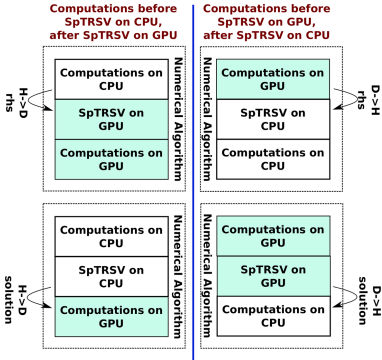 Computations before
SpTRSV on CPU,
after SpTRSV on GPU
Computations on
CPU
SpTRSV on
GPU
Computations on
GPU
Numerical Algorithm
H->D
rhs
Computations on
CPU
SpTRSV on
CPU
Computations on
GPU
Numerical Algorithm
H->D
solution
Computations before
SpTRSV on GPU,
after SpTRSV on CPU
Numerical Algorithm
Computations on
GPU
SpTRSV on
CPU
Computations on
CPU
D->H
rhs
Numerical Algorithm
Computations on
GPU
SpTRSV on
GPU
Computations on
CPU
D->H
solution